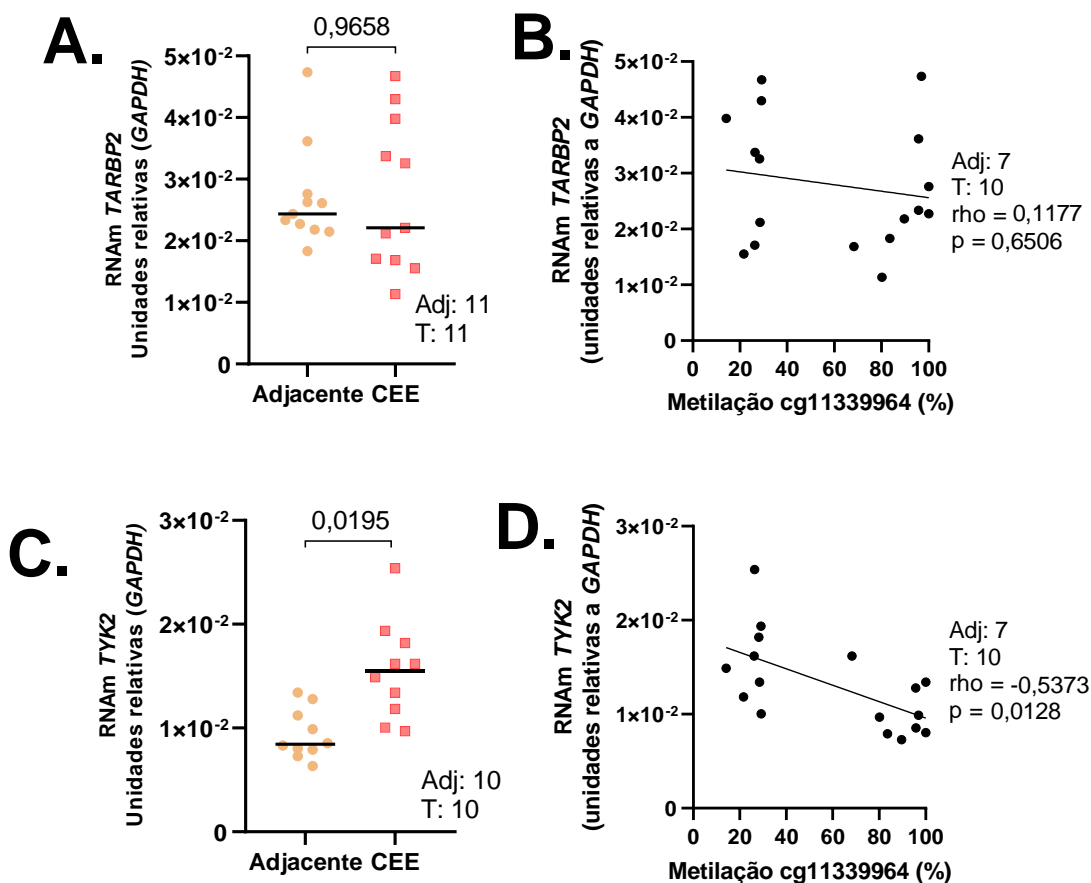 A.
0,9658
RNAm TARBP2
Unidades relativas (GAPDH)
5×10-2
4×10-2
3×10-2
2×10-2
1×10-2
0
Adj: 11
T: 11
Adjacente CEE
B.
RNAm TARBP2
(unidades relativas a GAPDH)
5×10-2
4×10-2
3×10-2
2×10-2
1×10-2
0
Adj: 7
T: 10
rho = 0,1177
p = 0,6506
0 20 40 60 80 100
Metilação cg11339964 (%)
C.
0,0195
RNAm TYK2
Unidades relativas (GAPDH)
3×10-2
2×10-2
1×10-2
0
Adj: 10
T: 10
Adjacente CEE
D.
RNAm TYK2
(unidades relativas a GAPDH)
3×10-2
2×10-2
1×10-2
0
Adj: 7
T: 10
rho = -0,5373
p = 0,0128
0 20 40 60 80 100
Metilação cg11339964 (%)